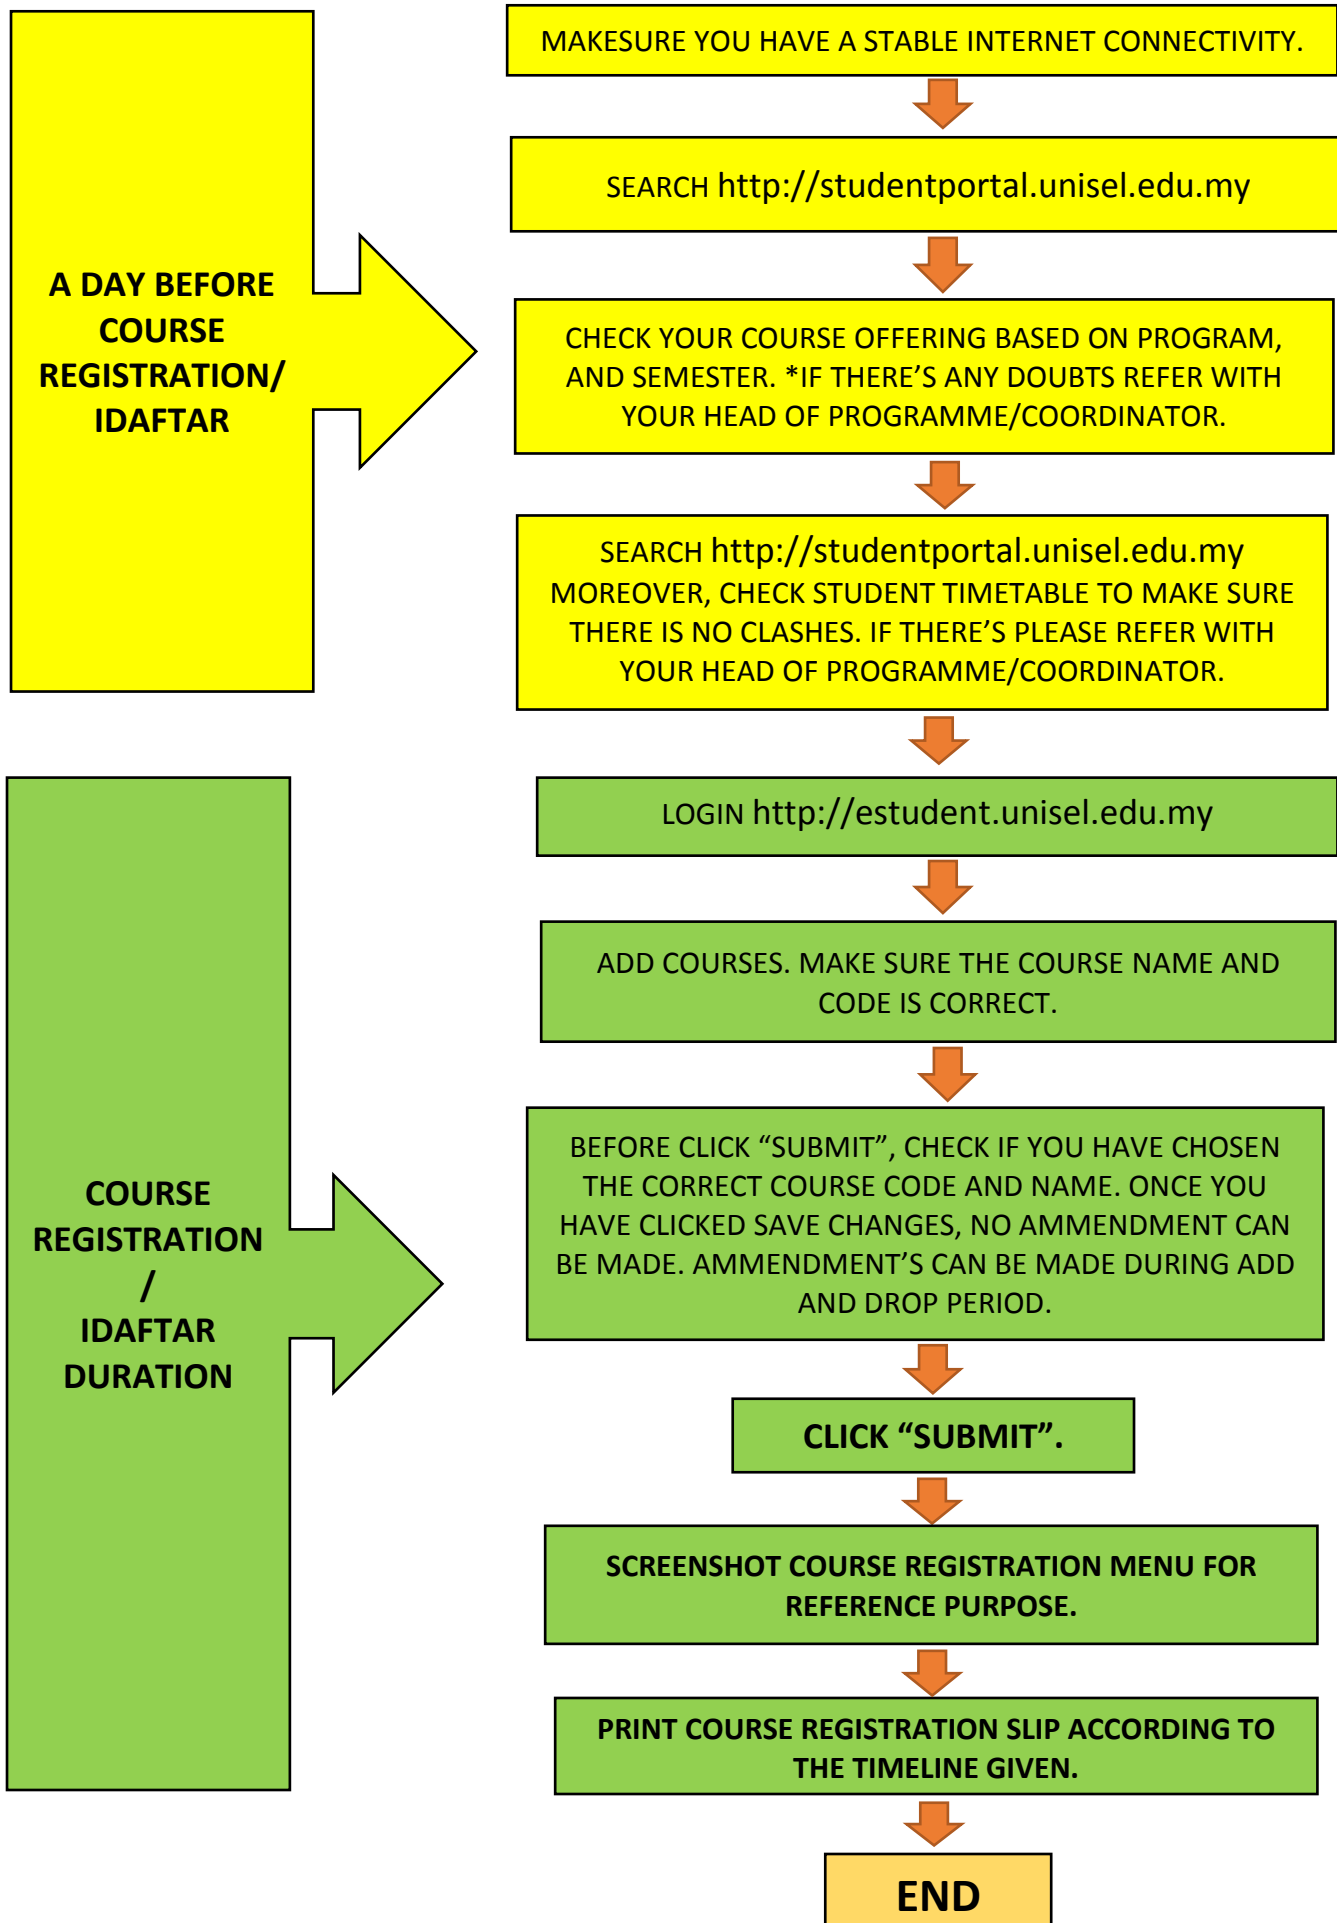 A DAY BEFORE
COURSE
REGISTRATION/
IDAFTAR
MAKESURE YOU HAVE A STABLE INTERNET CONNECTIVITY.
SEARCH http://studentportal.unisel.edu.my
CHECK YOUR COURSE OFFERING BASED ON PROGRAM,
AND SEMESTER. *IF THERE’S ANY DOUBTS REFER WITH
YOUR HEAD OF PROGRAMME/COORDINATOR.
SEARCH http://studentportal.unisel.edu.my
MOREOVER, CHECK STUDENT TIMETABLE TO MAKE SURE
THERE IS NO CLASHES. IF THERE’S PLEASE REFER WITH
YOUR HEAD OF PROGRAMME/COORDINATOR.
COURSE
REGISTRATION
/
IDAFTAR
DURATION
LOGIN http://estudent.unisel.edu.my
ADD COURSES. MAKE SURE THE COURSE NAME AND
CODE IS CORRECT.
BEFORE CLICK “SUBMIT”, CHECK IF YOU HAVE CHOSEN
THE CORRECT COURSE CODE AND NAME. ONCE YOU
HAVE CLICKED SAVE CHANGES, NO AMMENDMENT CAN
BE MADE. AMMENDMENT’S CAN BE MADE DURING ADD
AND DROP PERIOD.
CLICK “SUBMIT”.
SCREENSHOT COURSE REGISTRATION MENU FOR
REFERENCE PURPOSE.
PRINT COURSE REGISTRATION SLIP ACCORDING TO
THE TIMELINE GIVEN.
END